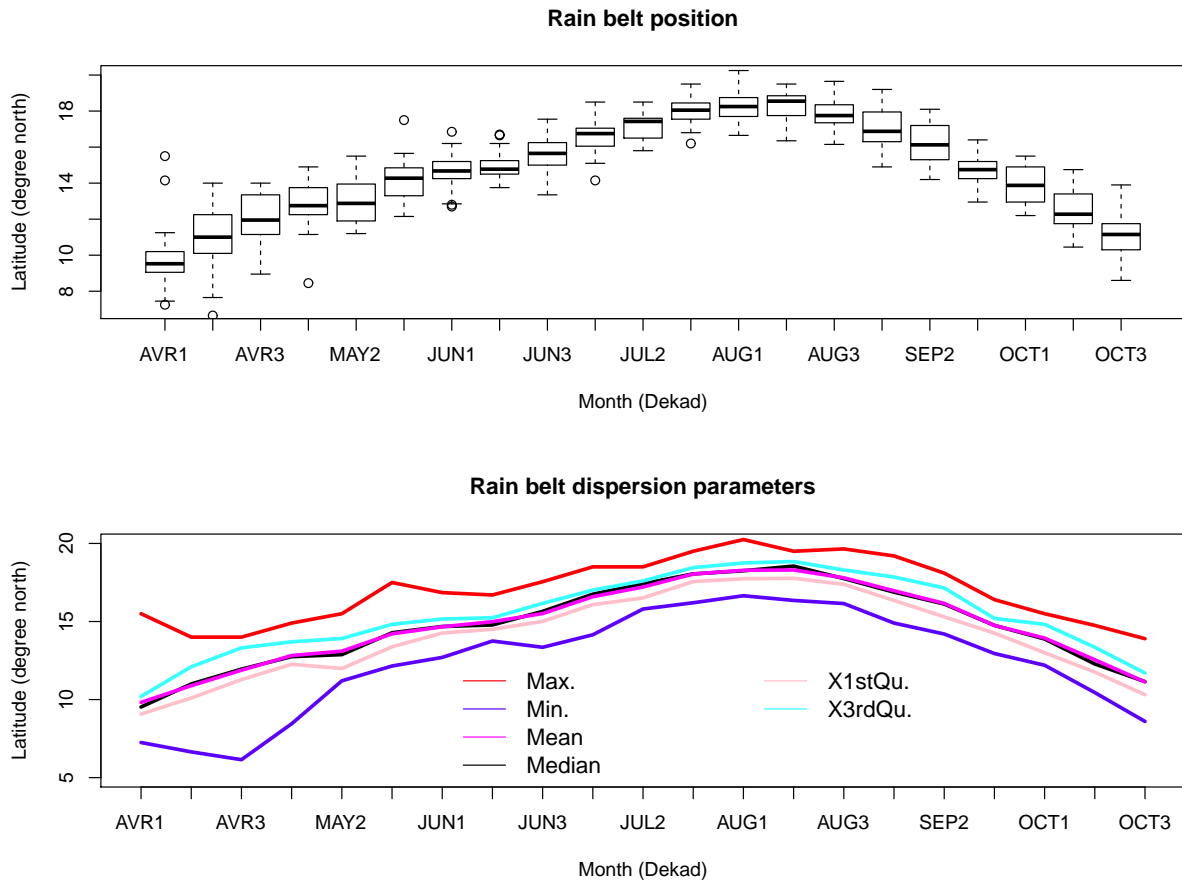 Rain belt position
Latitude (degree north)
18
14
10
8
AVR1 AVR3 MAY2 JUN1 JUN3 JUL2 AUG1 AUG3 SEP2 OCT1 OCT3
Month (Dekad)
Rain belt dispersion parameters
Latitude (degree north)
20
15
10
5
Max.
Min.
Mean
Median
X1stQu.
X3rdQu.
AVR1 AVR3 MAY2 JUN1 JUN3 JUL2 AUG1 AUG3 SEP2 OCT1 OCT3
Month (Dekad)